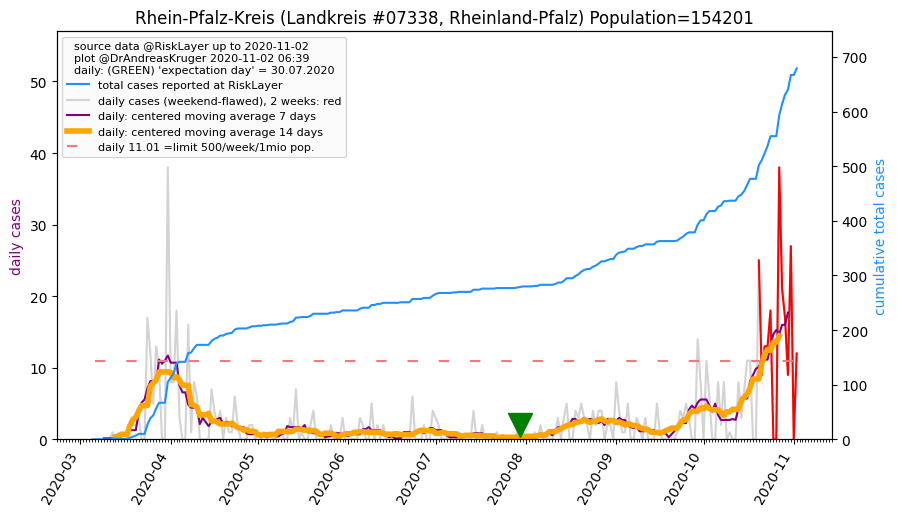 Rhein-Pfalz-Kreis (Landkreis #07338, Rheinland-Pfalz) Population=154201
source data @RiskLayer up to 2020-11-02
plot @DrAndreasKruger 2020-11-02 06:39
daily: (GREEN) 'expectation day' = 30.07.2020
total cases reported at RiskLayer
daily cases (weekend-flawed), 2 weeks: red
daily: centered moving average 7 days
daily: centered moving average 14 days
daily 11.01 =limit 500/week/1mio pop.
daily cases
50
40
30
20
10
0
700
600
500
400
300
200
100
0
cumulative total cases
2020-03
2020-04
2020-05
2020-06
2020-07
2020-08
2020-09
2020-10
2020-11